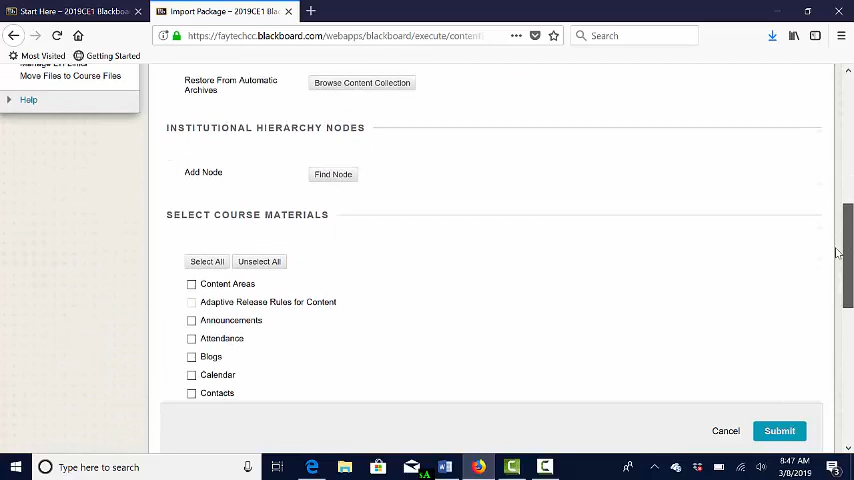 Start Here – 2019CE1 Blackboa
Import Package – 2019CE1 Blac
https://faytechcc.blackboard.com/webapps/blackboard/execute/content
Search
Most Visited
Getting Started
Move Files to Course Files
Help
Restore From Automatic
Archives
Browse Content Collection
INSTITUTIONAL HIERARCHY NODES
Add Node
Find Node
SELECT COURSE MATERIALS
Select All
Unselect All
Content Areas
Adaptive Release Rules for Content
Announcements
Attendance
Blogs
Calendar
Contacts
Cancel
Submit
Type here to search
8:47 AM
3/8/2019